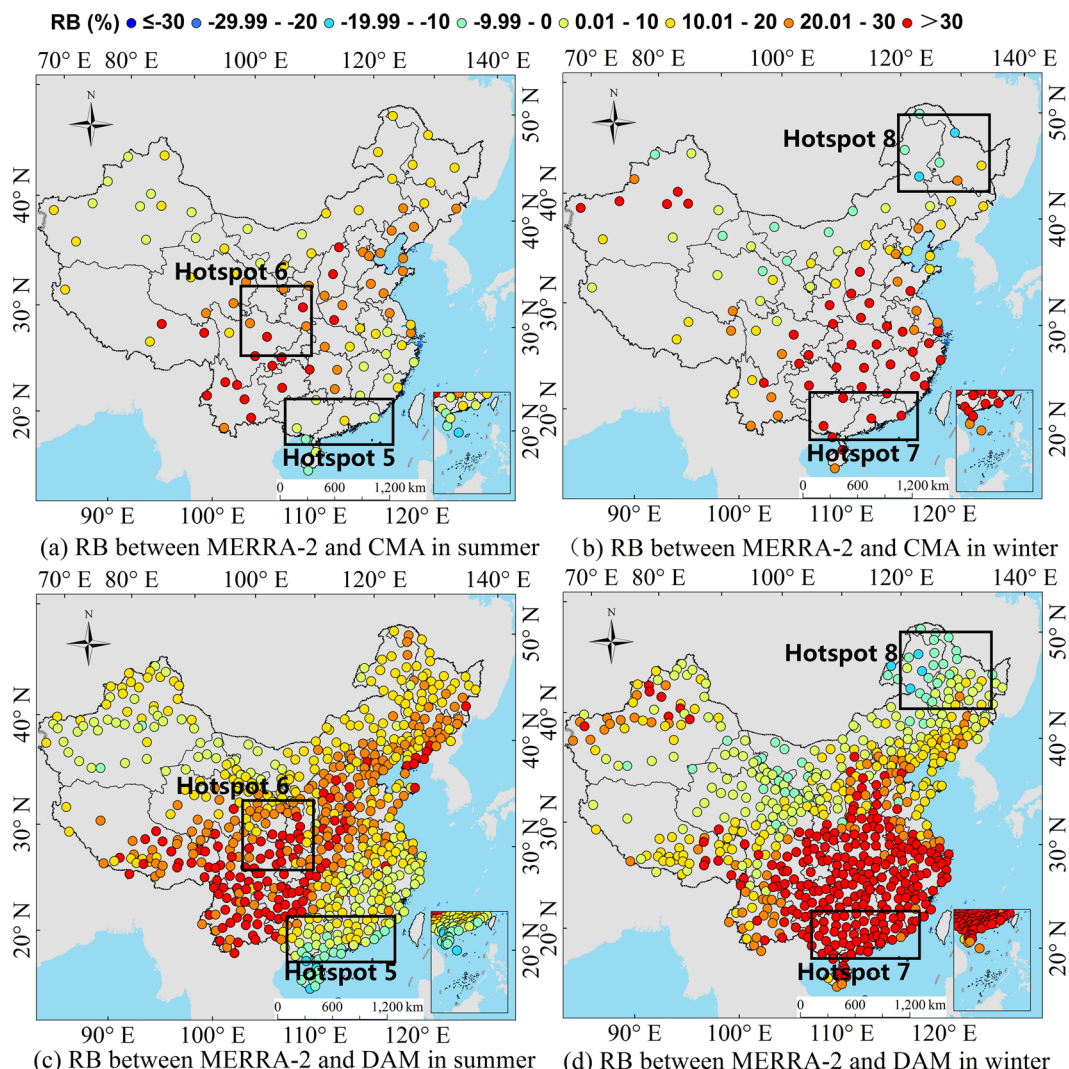 RB (%) ≤-30 -29.99 - -20 -19.99 - -10 -9.99 - 0 0.01 - 10 10.01 - 20 20.01 - 30 ＞30
70° E 80° E 100° E 120° E 140° E
70° E 80° E 100° E 120° E 140° E
N
50° N
40° N
30° N
20° N
Hotspot 6
Hotspot 5
0 600 1,200 km
90° E 100° E 110° E 120° E
(a) RB between MERRA-2 and CMA in summer
N
50° N
40° N
30° N
20° N
Hotspot 8
Hotspot 7
0 600 1,200 km
90° E 100° E 110° E 120° E
（b) RB between MERRA-2 and CMA in winter
70° E 80° E 100° E 120° E 140° E
70° E 80° E 100° E 120° E 140° E
N
50° N
40° N
30° N
20° N
Hotspot 6
Hotspot 5
0 600 1,200 km
90° E 100° E 110° E 120° E
(c) RB between MERRA-2 and DAM in summer
N
50° N
40° N
30° N
20° N
Hotspot 8
Hotspot 7
0 600 1,200 km
90° E 100° E 110° E 120° E
(d) RB between MERRA-2 and DAM in winter